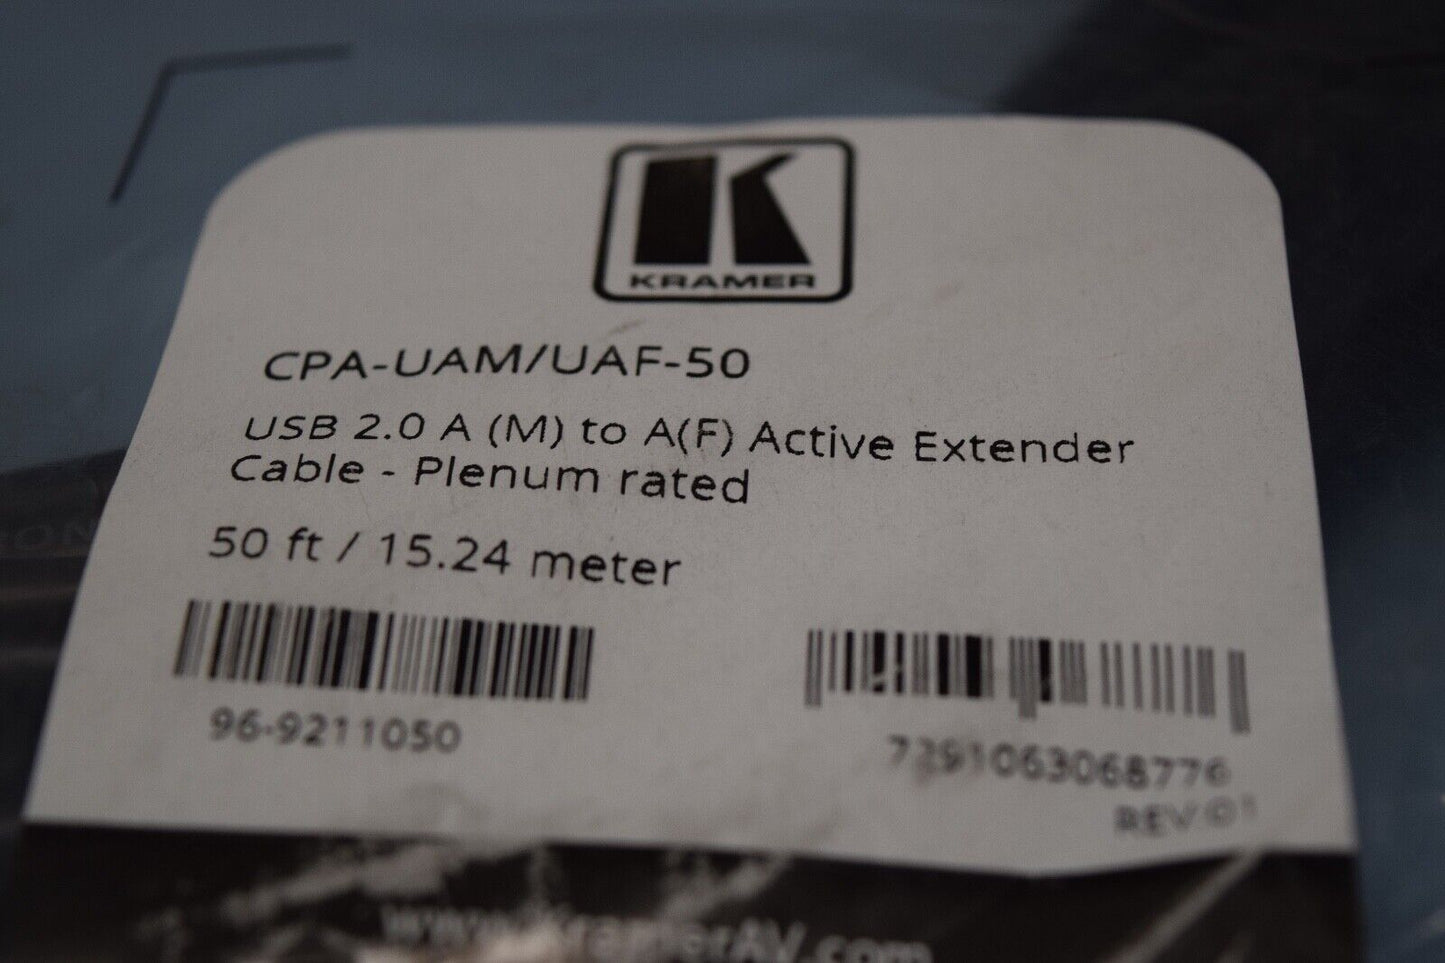 KRAMER
CPA-UAM/UAF-50
USB 2.0 A (M) to A(F) Active Extender
Cable - Plenum rated
50 ft / 15.24 meter
96-9211050
REV:01
www.KramerAV.com